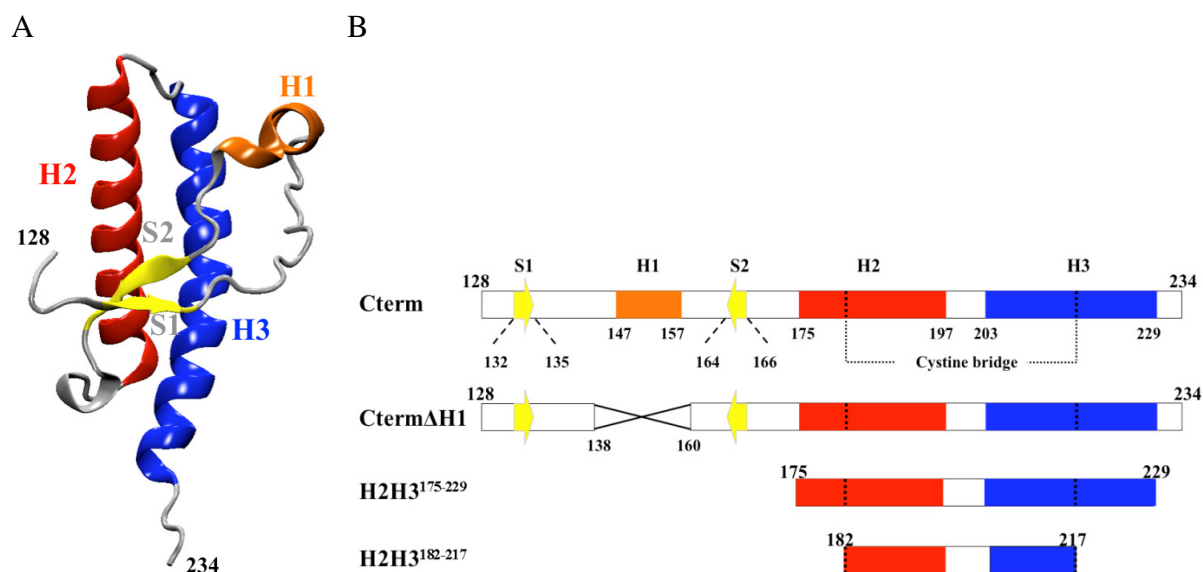 A
B
H1
H2
S2
128
S1
H3
234
S1 H1 S2 H2 H3
128 234
Cterm
147 157 175 197 203 229
132 135 164 166 Cystine bridge
128 234
CtermΔH1
138 160
175 229
H2H3¹⁷⁵⁻²²⁹
182 217
H2H3¹⁸²⁻²¹⁷